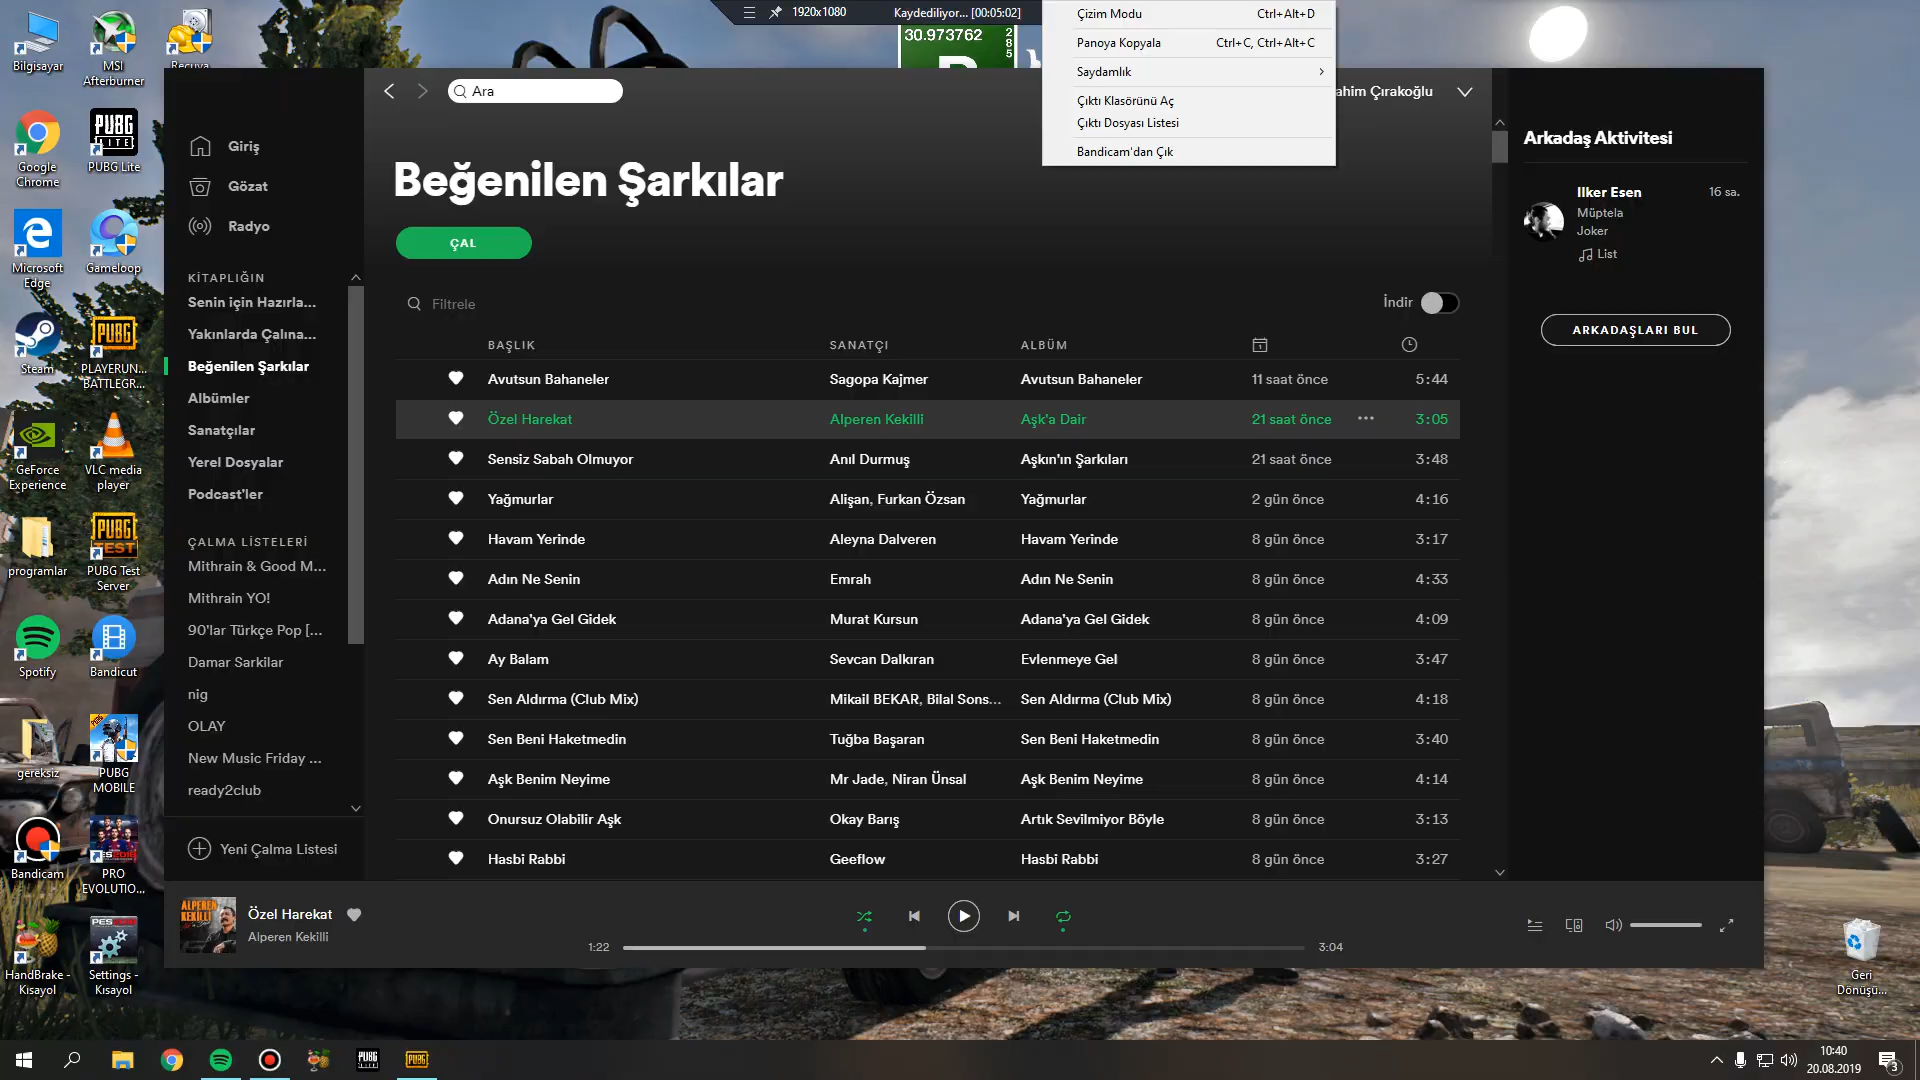 Bilgisayar
MSI Afterburner
Recuva
Google Chrome
PUBG LITE
PUBG Lite
Microsoft Edge
Gameloop
Steam
PUBG
PLAYERUN... BATTLEGR...
GeForce Experience
VLC media player
programlar
PUBG TEST
PUBG Test Server
Spotify
Bandicut
gereksiz
PUBG MOBILE
Bandicam
PRO EVOLUTIO...
HandBrake - Kısayol
Settings - Kısayol
Geri Dönüşü...
1920x1080
Kaydediliyor... [00:05:02]
30.973762
2
8
5
Çizim Modu Ctrl+Alt+D
Panoya Kopyala Ctrl+C, Ctrl+Alt+C
Saydamlık
Çıktı Klasörünü Aç
Çıktı Dosyası Listesi
Bandicam'dan Çık
Ara
ahim Çırakoğlu
Giriş
Gözat
Radyo
KİTAPLIĞIN
Senin için Hazırla...
Yakınlarda Çalına...
Beğenilen Şarkılar
Albümler
Sanatçılar
Yerel Dosyalar
Podcast'ler
ÇALMA LİSTELERİ
Mithrain & Good M...
Mithrain YO!
90'lar Türkçe Pop [...
Damar Sarkilar
nig
OLAY
New Music Friday ...
ready2club
Yeni Çalma Listesi
Beğenilen Şarkılar
ÇAL
Filtrele
İndir
BAŞLIK SANATÇI ALBÜM
Avutsun Bahaneler Sagopa Kajmer Avutsun Bahaneler 11 saat önce 5:44
Özel Harekat Alperen Kekilli Aşk'a Dair 21 saat önce ... 3:05
Sensiz Sabah Olmuyor Anıl Durmuş Aşkın'ın Şarkıları 21 saat önce 3:48
Yağmurlar Alişan, Furkan Özsan Yağmurlar 2 gün önce 4:16
Havam Yerinde Aleyna Dalveren Havam Yerinde 8 gün önce 3:17
Adın Ne Senin Emrah Adın Ne Senin 8 gün önce 4:33
Adana'ya Gel Gidek Murat Kursun Adana'ya Gel Gidek 8 gün önce 4:09
Ay Balam Sevcan Dalkıran Evlenmeye Gel 8 gün önce 3:47
Sen Aldırma (Club Mix) Mikail BEKAR, Bilal Sons... Sen Aldırma (Club Mix) 8 gün önce 4:18
Sen Beni Haketmedin Tuğba Başaran Sen Beni Haketmedin 8 gün önce 3:40
Aşk Benim Neyime Mr Jade, Niran Ünsal Aşk Benim Neyime 8 gün önce 4:14
Onursuz Olabilir Aşk Okay Barış Artık Sevilmiyor Böyle 8 gün önce 3:13
Hasbi Rabbi Geeflow Hasbi Rabbi 8 gün önce 3:27
Arkadaş Aktivitesi
Ilker Esen 16 sa.
Müptela
Joker
List
ARKADAŞLARI BUL
ALPEREN KEKİLLİ
Özel Harekat
Alperen Kekilli
1:22
3:04
10:40
20.08.2019
3